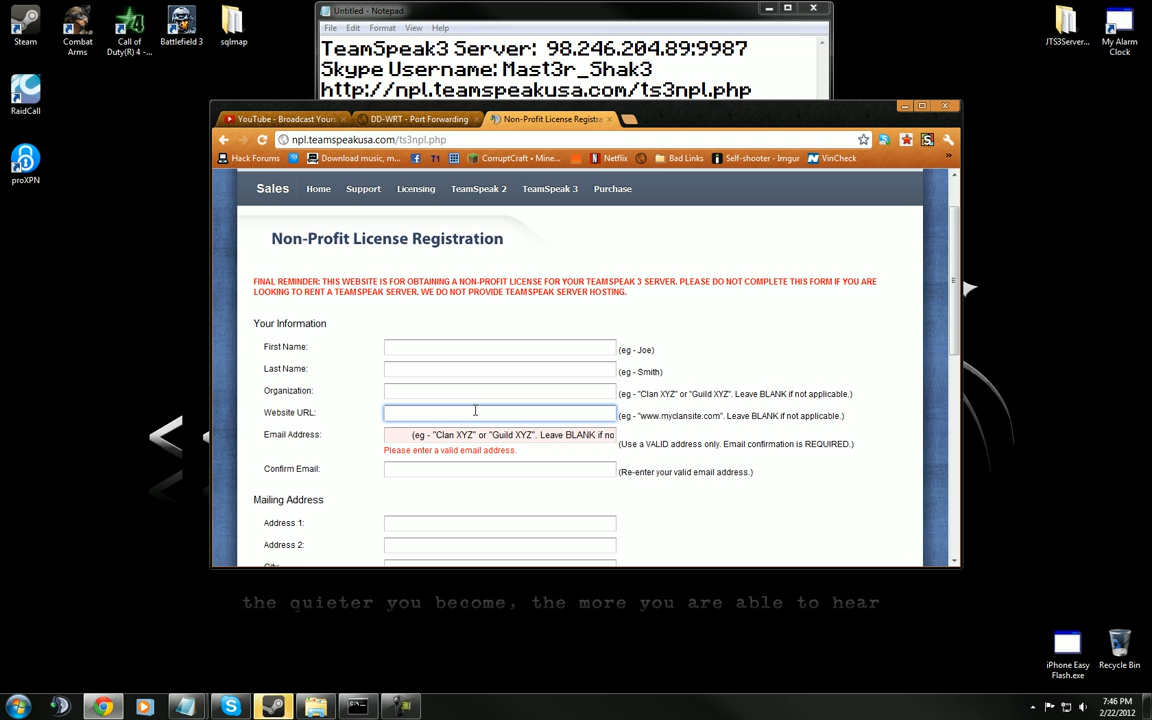 Steam
Combat Arms
Call of Duty(R) 4 -...
Battlefield 3
sqlmap
RaidCall
proXPN
JTS3Server...
My Alarm Clock
Untitled - Notepad
File Edit Format View Help
TeamSpeak3 Server: 98.246.204.89:9987
Skype Username: Mast3r_Shak3
http://npl.teamspeakusa.com/ts3npl.php
YouTube - Broadcast Yours
DD-WRT - Port Forwarding
Non-Profit License Registra
npl.teamspeakusa.com/ts3npl.php
Hack Forums
Download music, m...
T1
CorruptCraft • Mine...
Netflix
Bad Links
Self-shooter - Imgur
VinCheck
»
Sales Home Support Licensing TeamSpeak 2 TeamSpeak 3 Purchase
Non-Profit License Registration
FINAL REMINDER: THIS WEBSITE IS FOR OBTAINING A NON-PROFIT LICENSE FOR YOUR TEAMSPEAK 3 SERVER. PLEASE DO NOT COMPLETE THIS FORM IF YOU ARE
LOOKING TO RENT A TEAMSPEAK SERVER. WE DO NOT PROVIDE TEAMSPEAK SERVER HOSTING.
Your Information
First Name: (eg - Joe)
Last Name: (eg - Smith)
Organization: (eg - "Clan XYZ" or "Guild XYZ". Leave BLANK if not applicable.)
Website URL: (eg - "www.myclansite.com". Leave BLANK if not applicable.)
Email Address: (eg - "Clan XYZ" or "Guild XYZ". Leave BLANK if no (Use a VALID address only. Email confirmation is REQUIRED.)
Please enter a valid email address.
Confirm Email: (Re-enter your valid email address.)
Mailing Address
Address 1:
Address 2:
City:
the quieter you become, the more you are able to hear
iPhone Easy Flash.exe
Recycle Bin
7:46 PM
2/22/2012